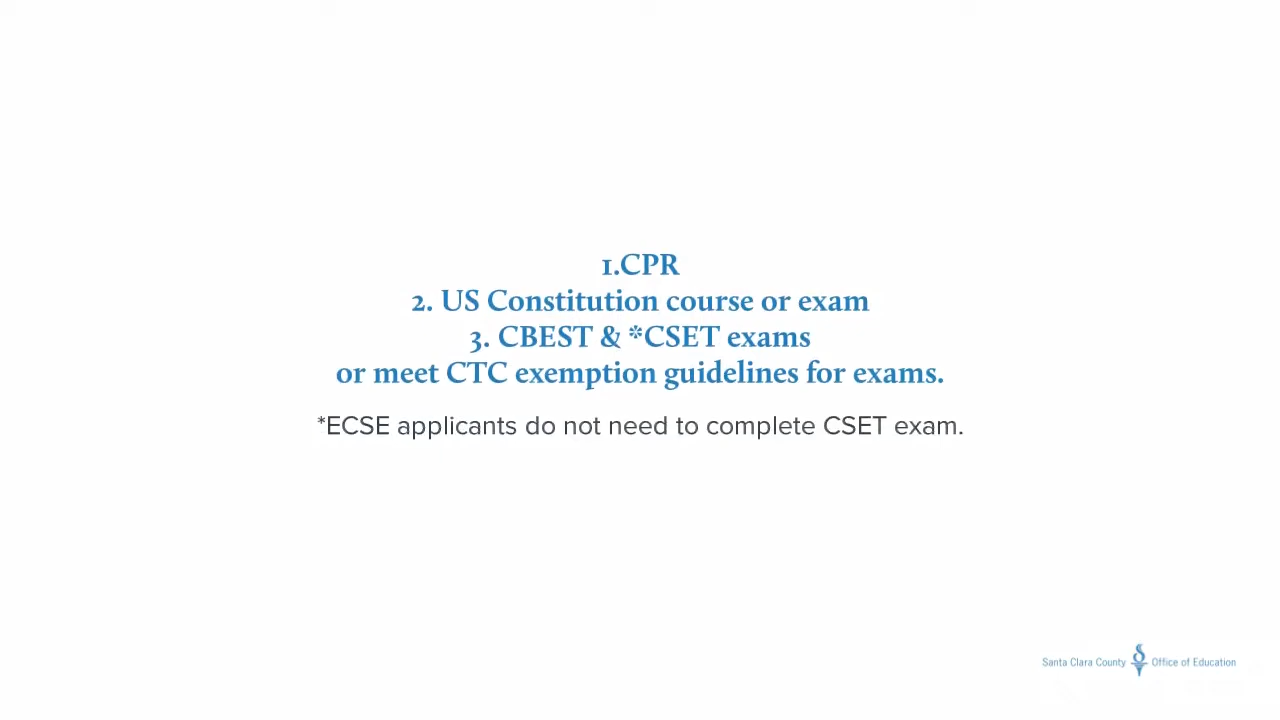 1.CPR
2. US Constitution course or exam
3. CBEST & *CSET exams
or meet CTC exemption guidelines for exams.
*ECSE applicants do not need to complete CSET exam.
Santa Clara County Office of Education